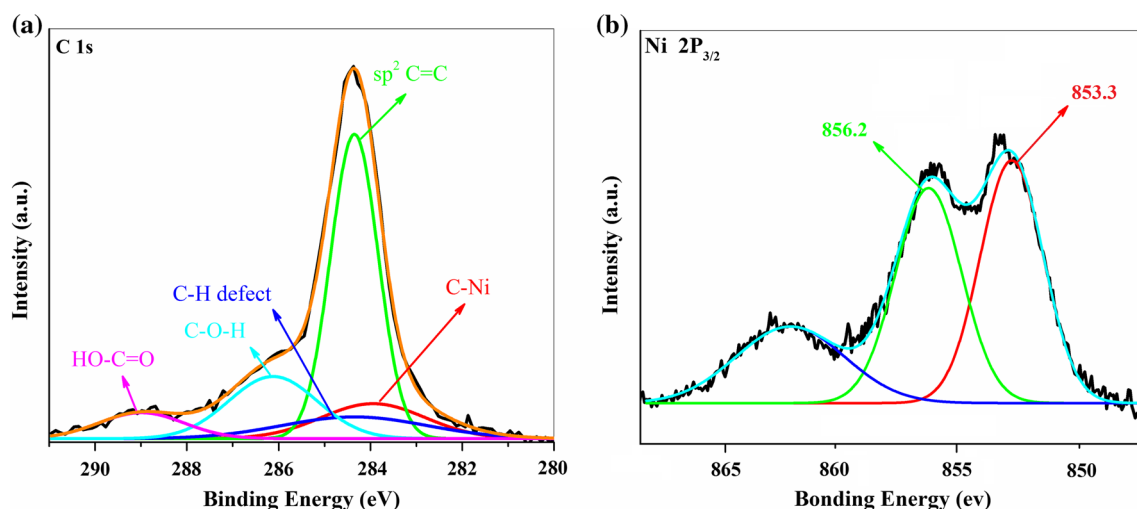 (a)
C 1s
sp² C=C
C-H defect
C-Ni
C-O-H
HO-C=O
Intensity (a.u.)
290 288 286 284 282 280
Binding Energy (eV)
(b)
Ni 2P₃/₂
853.3
856.2
Intensity (a.u.)
865 860 855 850
Bonding Energy (ev)